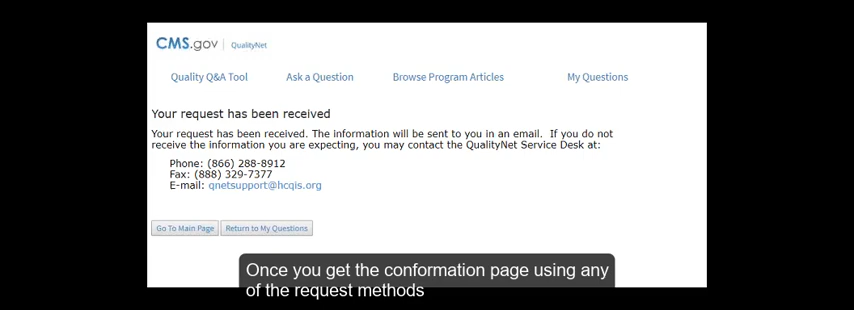 CMS.gov | QualityNet
Quality Q&A Tool Ask a Question Browse Program Articles My Questions
Your request has been received
Your request has been received. The information will be sent to you in an email. If you do not
receive the information you are expecting, you may contact the QualityNet Service Desk at:
Phone: (866) 288-8912
Fax: (888) 329-7377
E-mail: qnetsupport@hcqis.org
Go To Main Page Return to My Questions
Once you get the conformation page using any
of the request methods